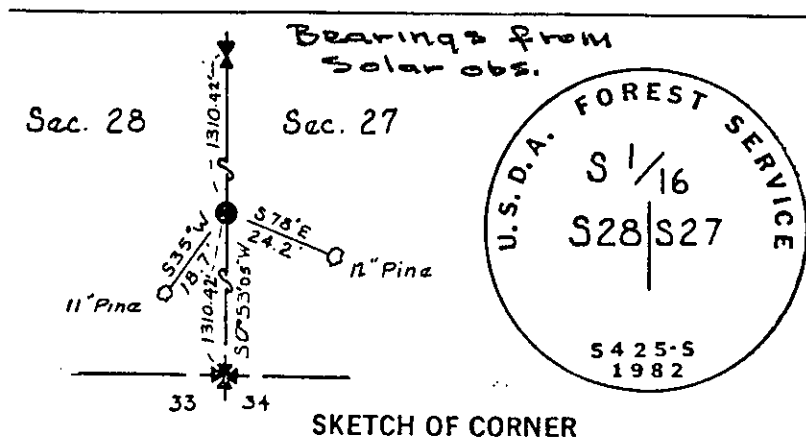 Bearings from
Solar obs.
Sec. 28
Sec. 27
1310.42'
S35°W
18.7'
S78°E
24.2'
11" Pine
12" Pine
1310.42'
S0°53'05"W
33
34
SKETCH OF CORNER
U.S.D.A. FOREST SERVICE
S 1/16
S28|S27
S425-S
1982